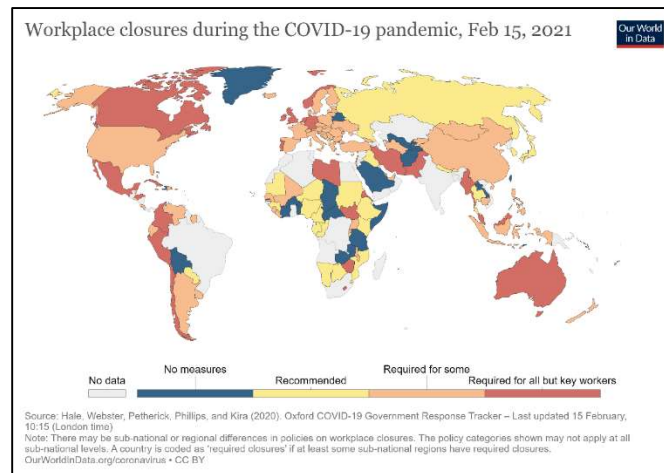 Workplace closures during the COVID-19 pandemic, Feb 15, 2021
Our World
in Data
No data
No measures
Recommended
Required for some
Required for all but key workers
Source: Hale, Webster, Petherick, Phillips, and Kira (2020). Oxford COVID-19 Government Response Tracker – Last updated 15 February,
10:15 (London time)
Note: There may be sub-national or regional differences in policies on workplace closures. The policy categories shown may not apply at all
sub-national levels. A country is coded as 'required closures' if at least some sub-national regions have required closures.
OurWorldInData.org/coronavirus • CC BY